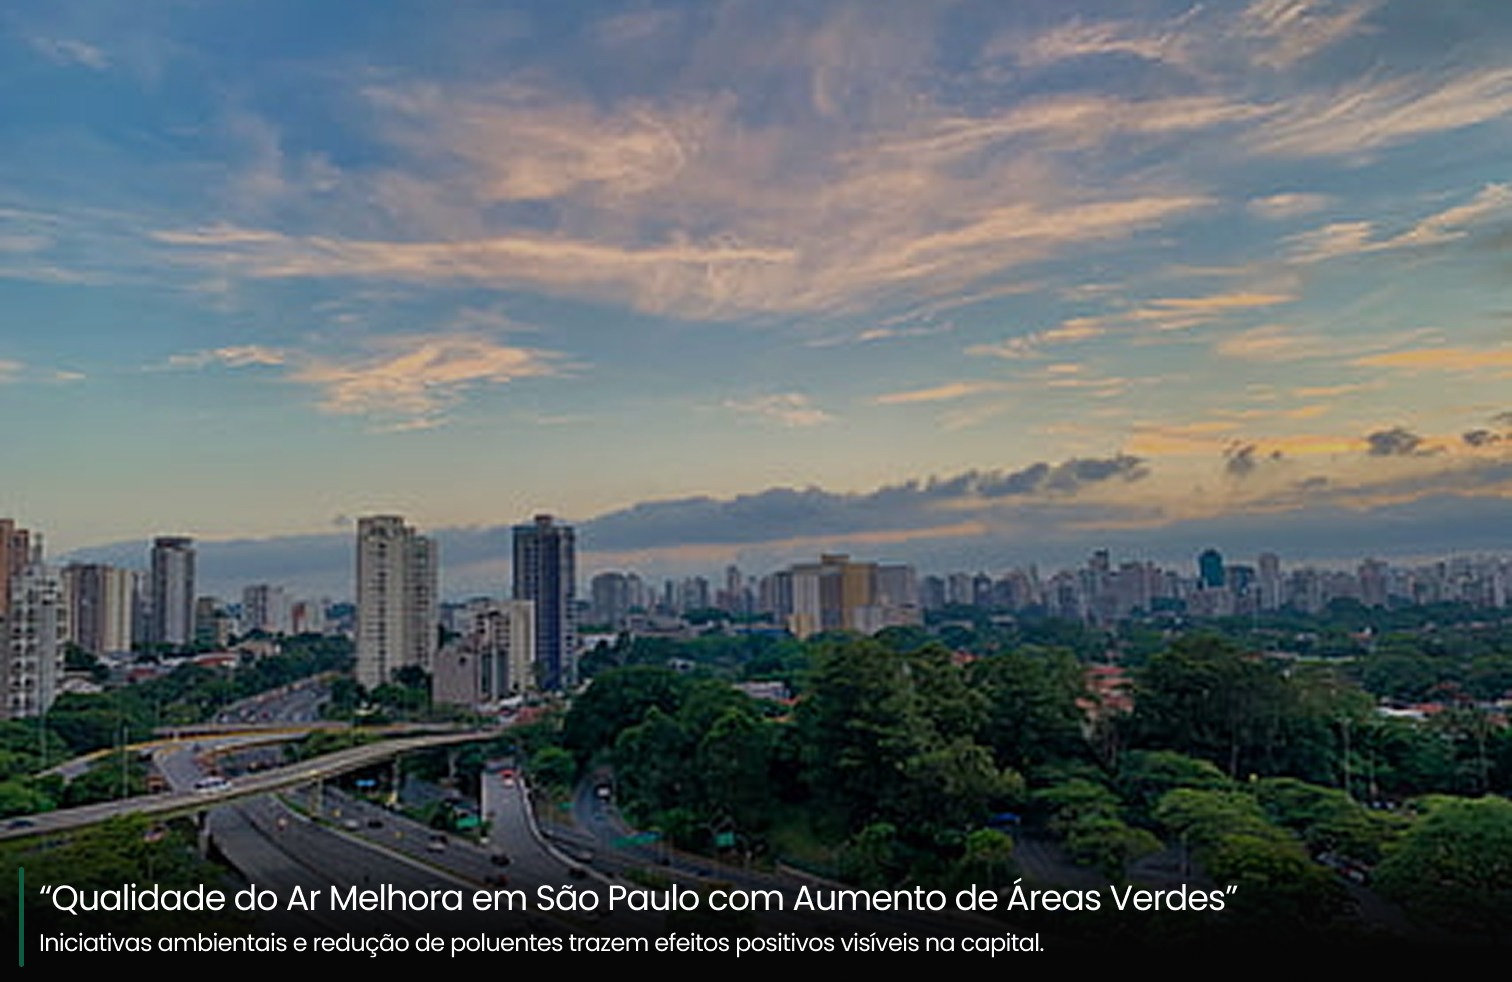 “Qualidade do Ar Melhora em São Paulo com Aumento de Áreas Verdes”
Iniciativas ambientais e redução de poluentes trazem efeitos positivos visíveis na capital.